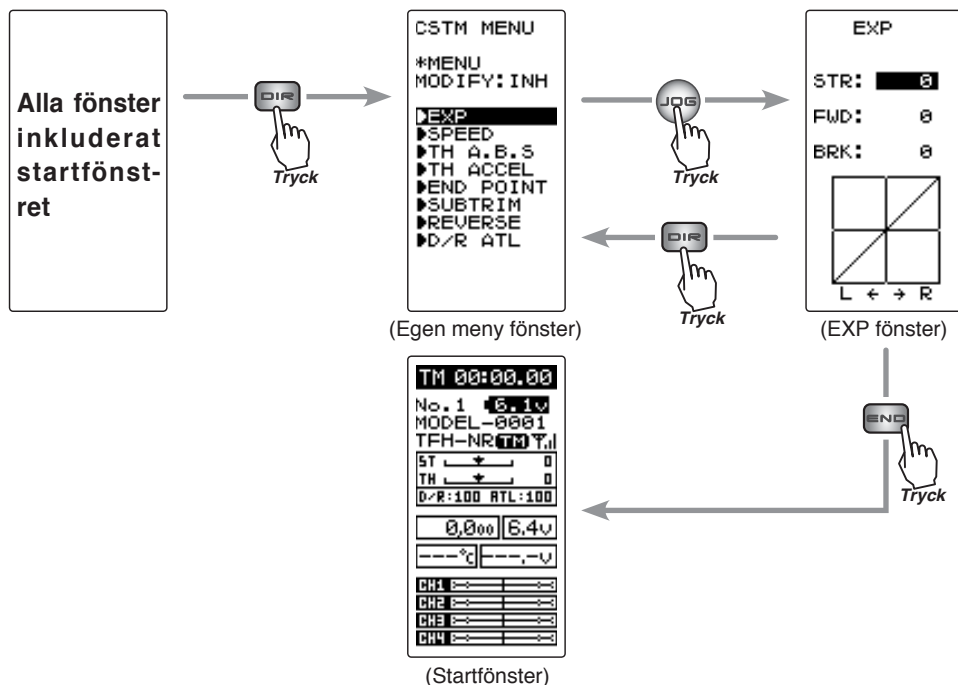 Alla fönster
inkluderat
startfönst-
ret
DIR
Tryck
CSTM MENU
*MENU
MODIFY:INH
▶EXP
▶SPEED
▶TH A.B.S
▶TH ACCEL
▶END POINT
▶SUBTRIM
▶REVERSE
▶D/R ATL
(Egen meny fönster)
JOG
Tryck
DIR
Tryck
EXP
STR: 0
FWD: 0
BRK: 0
L ← → R
(EXP fönster)
END
Tryck
TM 00:00.00
No.1 6.1v
MODEL-0001
TFH-NR TM
ST 0
TH 0
D/R:100 ATL:100
0,000 6.4v
---°C ---.-v
CH1
CH2
CH3
CH4
(Startfönster)